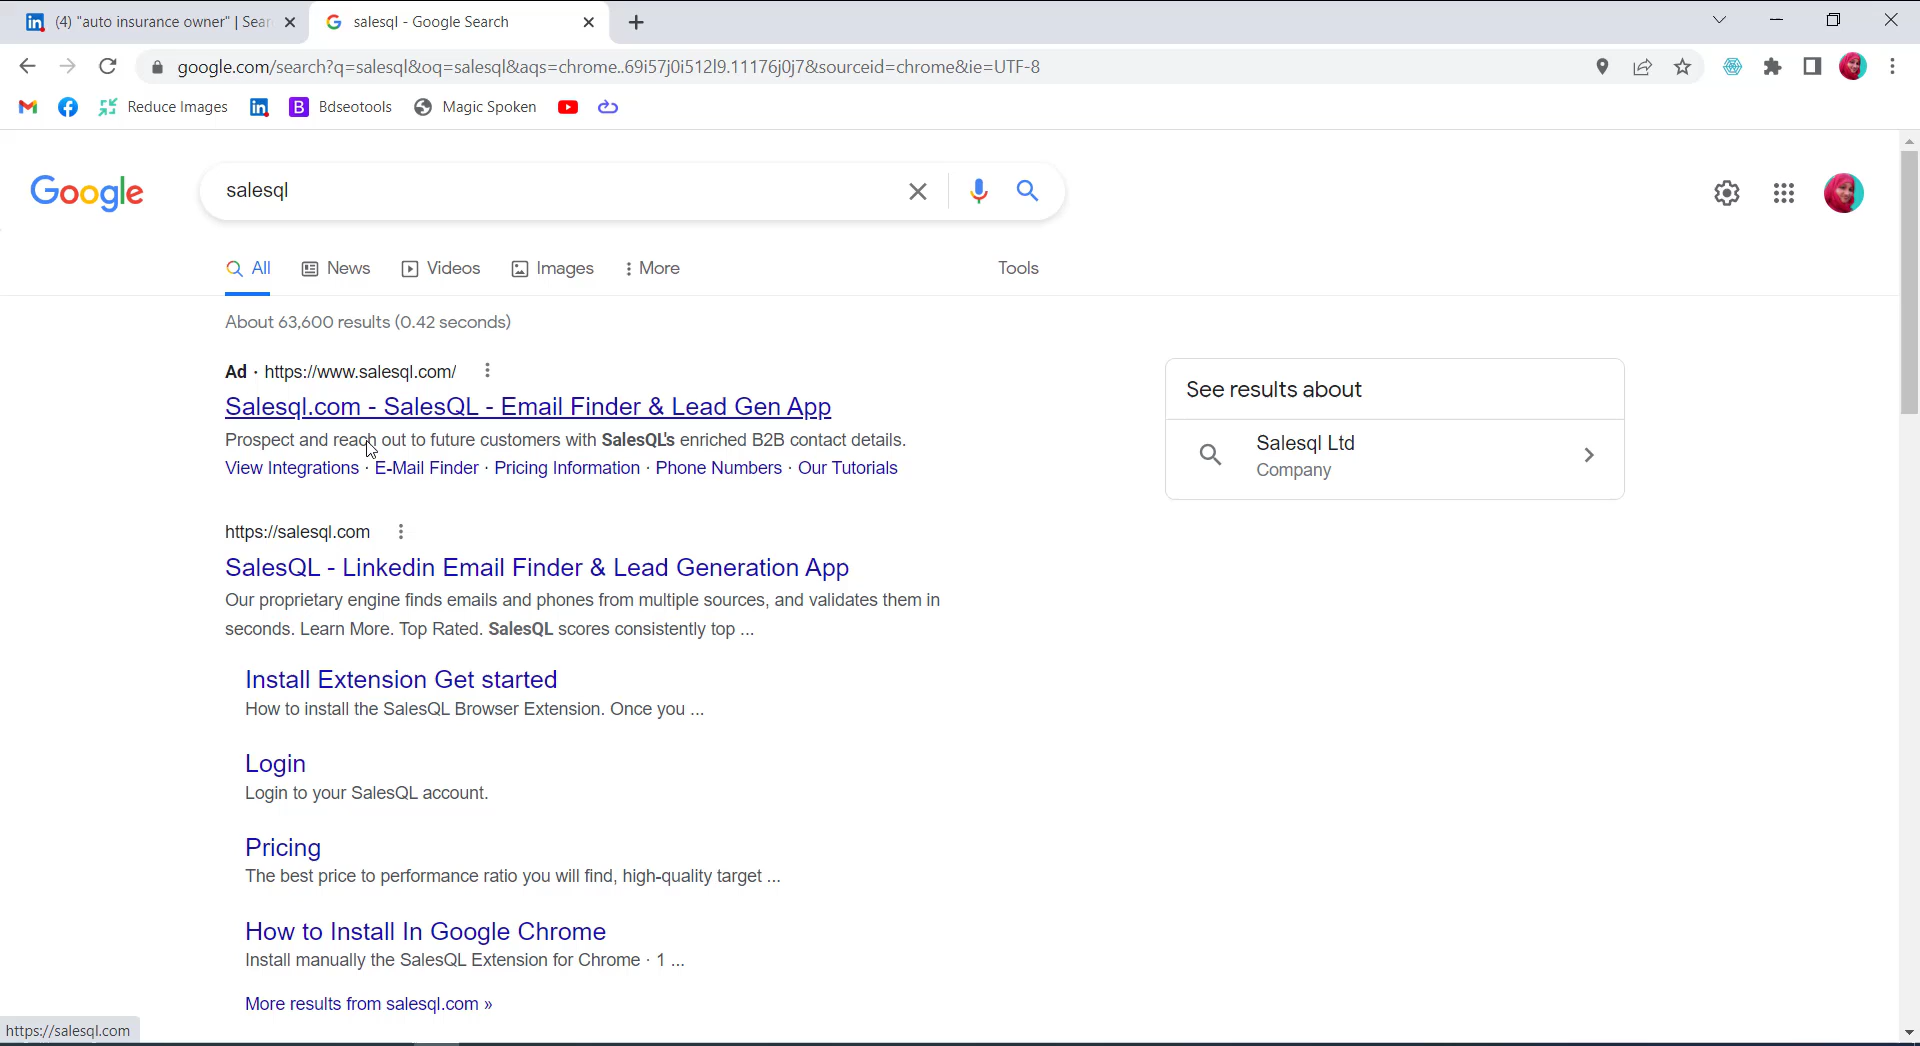 (4) "auto insurance owner" | Sear
salesql - Google Search
google.com/search?q=salesql&oq=salesql&aqs=chrome..69i57j0i512l9.11176j0j7&sourceid=chrome&ie=UTF-8
Reduce Images
Bdseotools
Magic Spoken
Google
salesql
All
News
Videos
Images
More
Tools
About 63,600 results (0.42 seconds)
Ad · https://www.salesql.com/
Salesql.com - SalesQL - Email Finder & Lead Gen App
Prospect and reach out to future customers with SalesQL's enriched B2B contact details.
View Integrations · E-Mail Finder · Pricing Information · Phone Numbers · Our Tutorials
See results about
Salesql Ltd
Company
https://salesql.com
SalesQL - Linkedin Email Finder & Lead Generation App
Our proprietary engine finds emails and phones from multiple sources, and validates them in
seconds. Learn More. Top Rated. SalesQL scores consistently top ...
Install Extension Get started
How to install the SalesQL Browser Extension. Once you ...
Login
Login to your SalesQL account.
Pricing
The best price to performance ratio you will find, high-quality target ...
How to Install In Google Chrome
Install manually the SalesQL Extension for Chrome · 1 ...
More results from salesql.com »
https://salesql.com